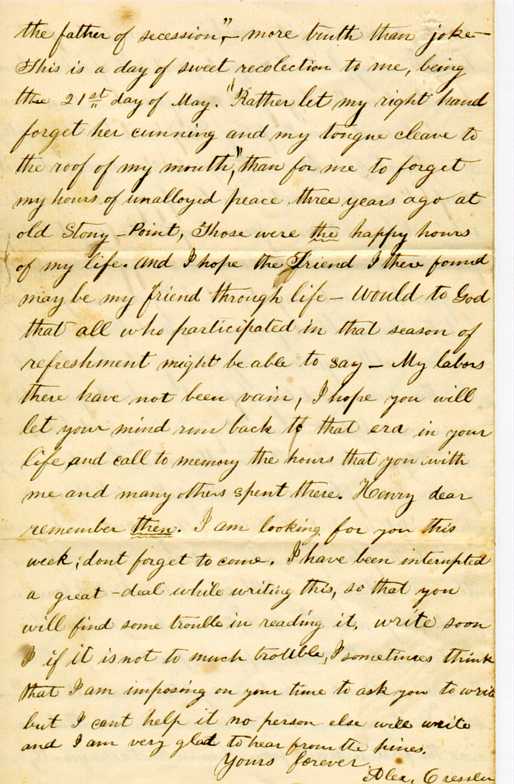 the father of secession", - more truth than joke -
This is a day of sweet recolection to me, being
the 21st day of May. "Rather let my right hand
forget her cunning and my tongue cleave to
the roof of my mouth," than for me to forget
my hours of unalloyed peace three years ago at
old Stony-Point, Those were the happy hours
of my life. and I hope the Friend I there found
may be my friend through life - would to God
that all who participated in that season of
refreshment might be able to say - My labors
there have not been vain, I hope you will
let your mind run back to that era in your
life, and call to memory the hours that you with
me and many others spent there. Henry dear
remember then. I am looking for you this
week; dont forget to come. I have been interupted
a great-deal while writing this, so that you
will find some trouble in reading it. write soon
if it is not to much trouble, I sometimes think
that I am imposing on your time to ask you to write
but I cant help it no person else will write
and I am very glad to hear from the pines.
Yours forever
Alex, Cressler